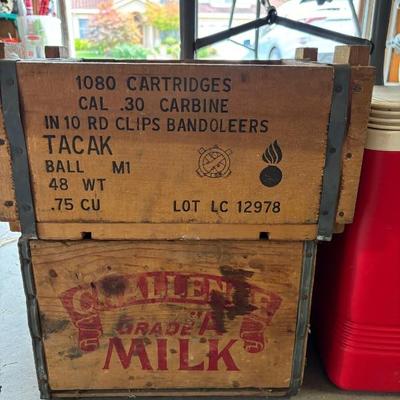 1080 CARTRIDGES
CAL .30 CARBINE
IN 10 RD CLIPS BANDOLEERS
TACAK
BALL M1
48 WT
.75 CU LOT LC 12978
CHALLENGE
GRADE "A"
MILK